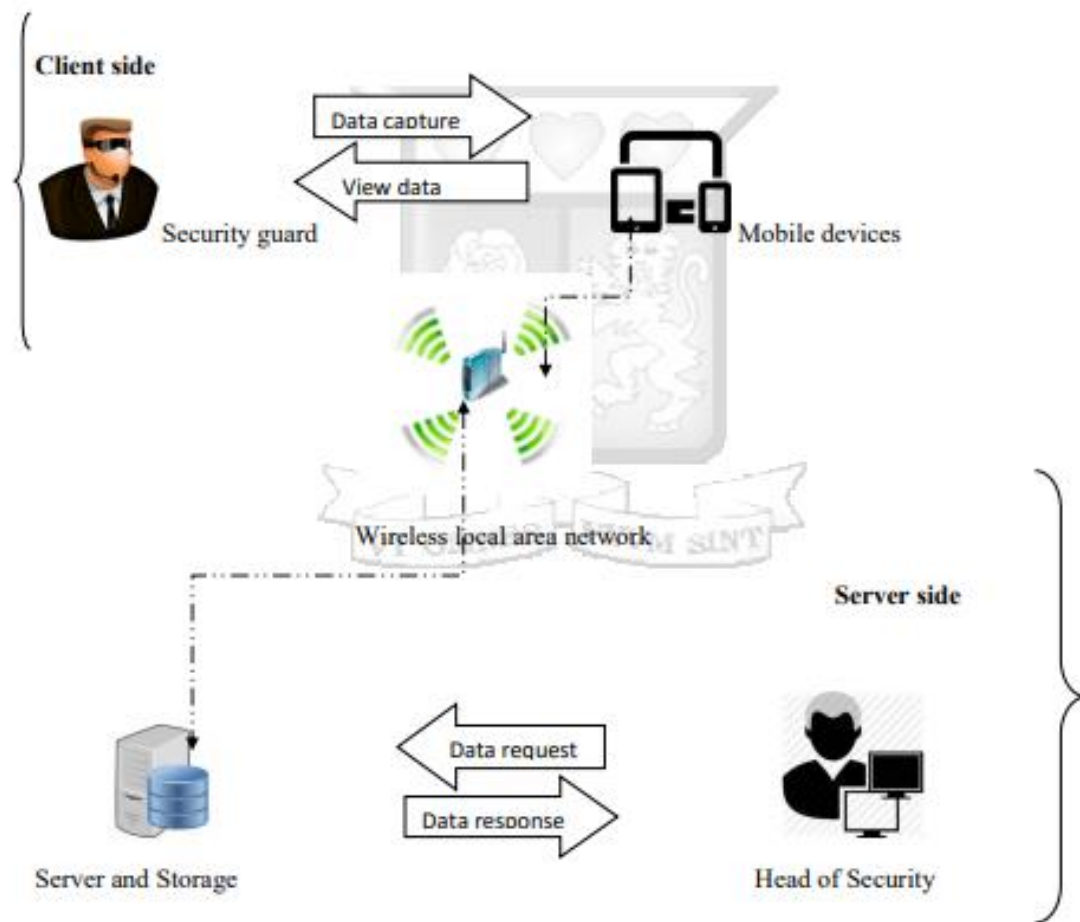 Client side
Data capture
View data
Security guard
Mobile devices
Wireless local area network
SINT
Server side
Data request
Data response
Server and Storage
Head of Security